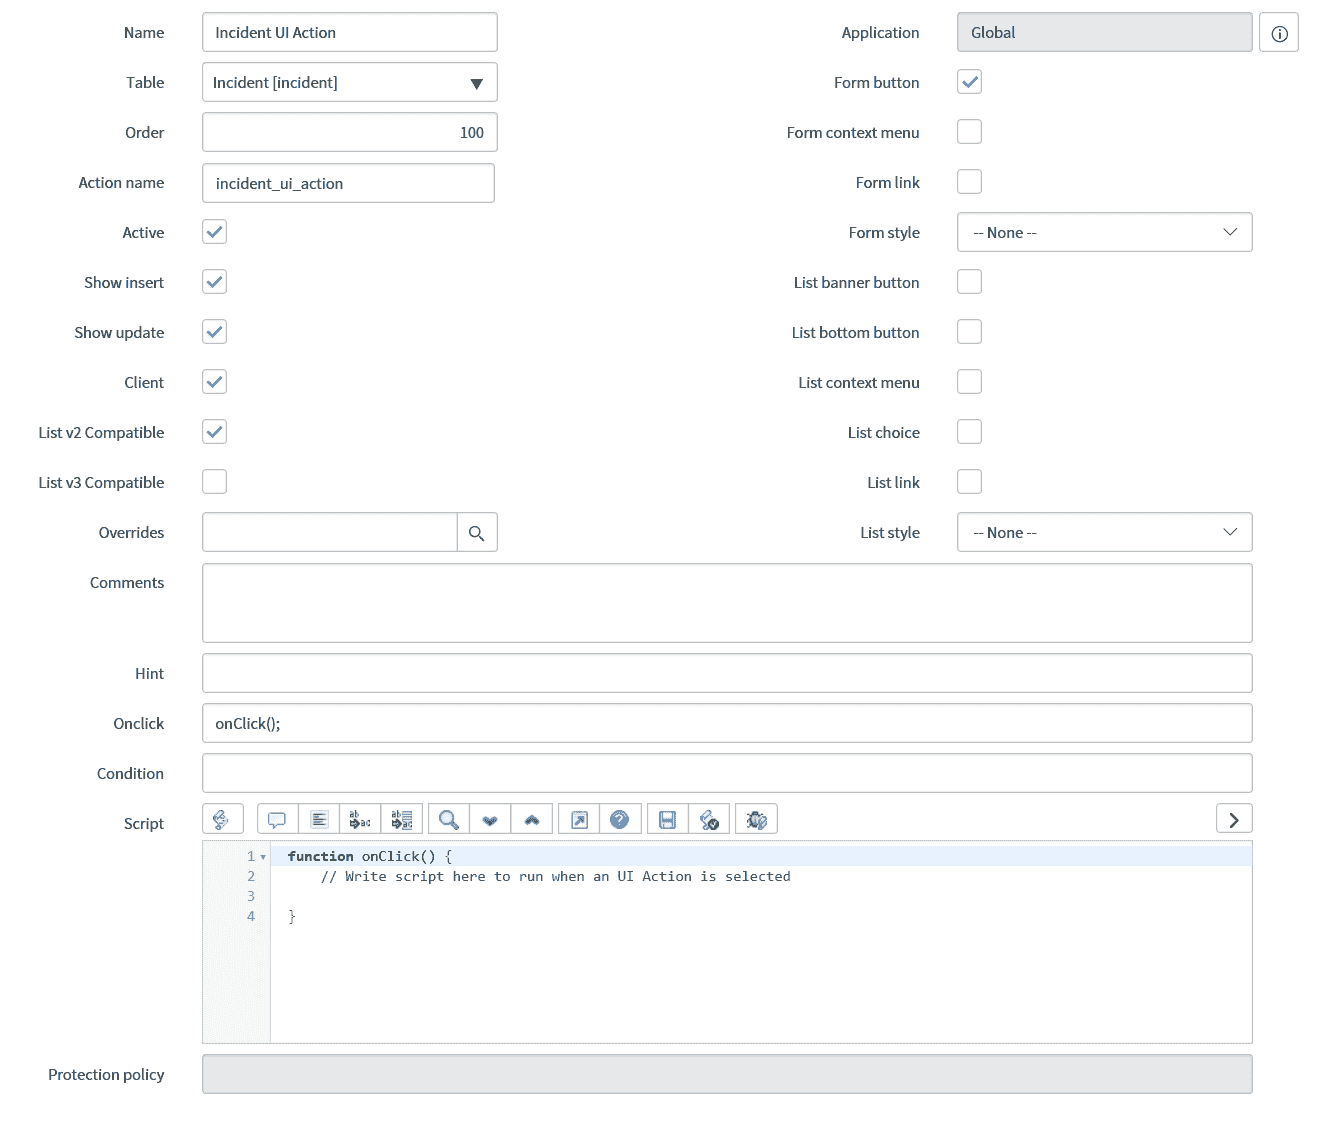 Name Incident UI Action Application Global
Table Incident [incident] Form button
Order 100 Form context menu
Action name incident_ui_action Form link
Active Form style -- None --
Show insert List banner button
Show update List bottom button
Client List context menu
List v2 Compatible List choice
List v3 Compatible List link
Overrides List style -- None --
Comments
Hint
Onclick onClick();
Condition
Script
1 function onClick() {
2 // Write script here to run when an UI Action is selected
3
4 }
Protection policy